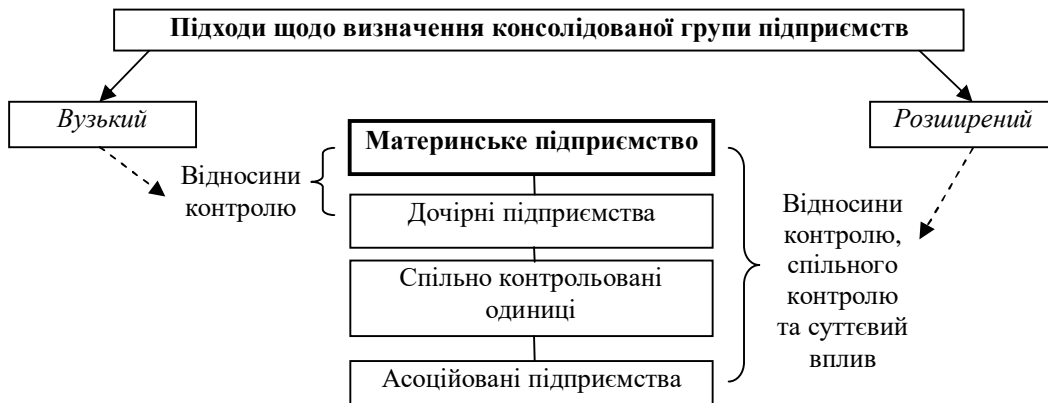 Підходи щодо визначення консолідованої групи підприємств
Вузький
Розширений
Материнське підприємство
Відносини
контролю
Дочірні підприємства
Спільно контрольовані
одиниці
Асоційовані підприємства
Відносини
контролю,
спільного
контролю
та суттєвий
вплив